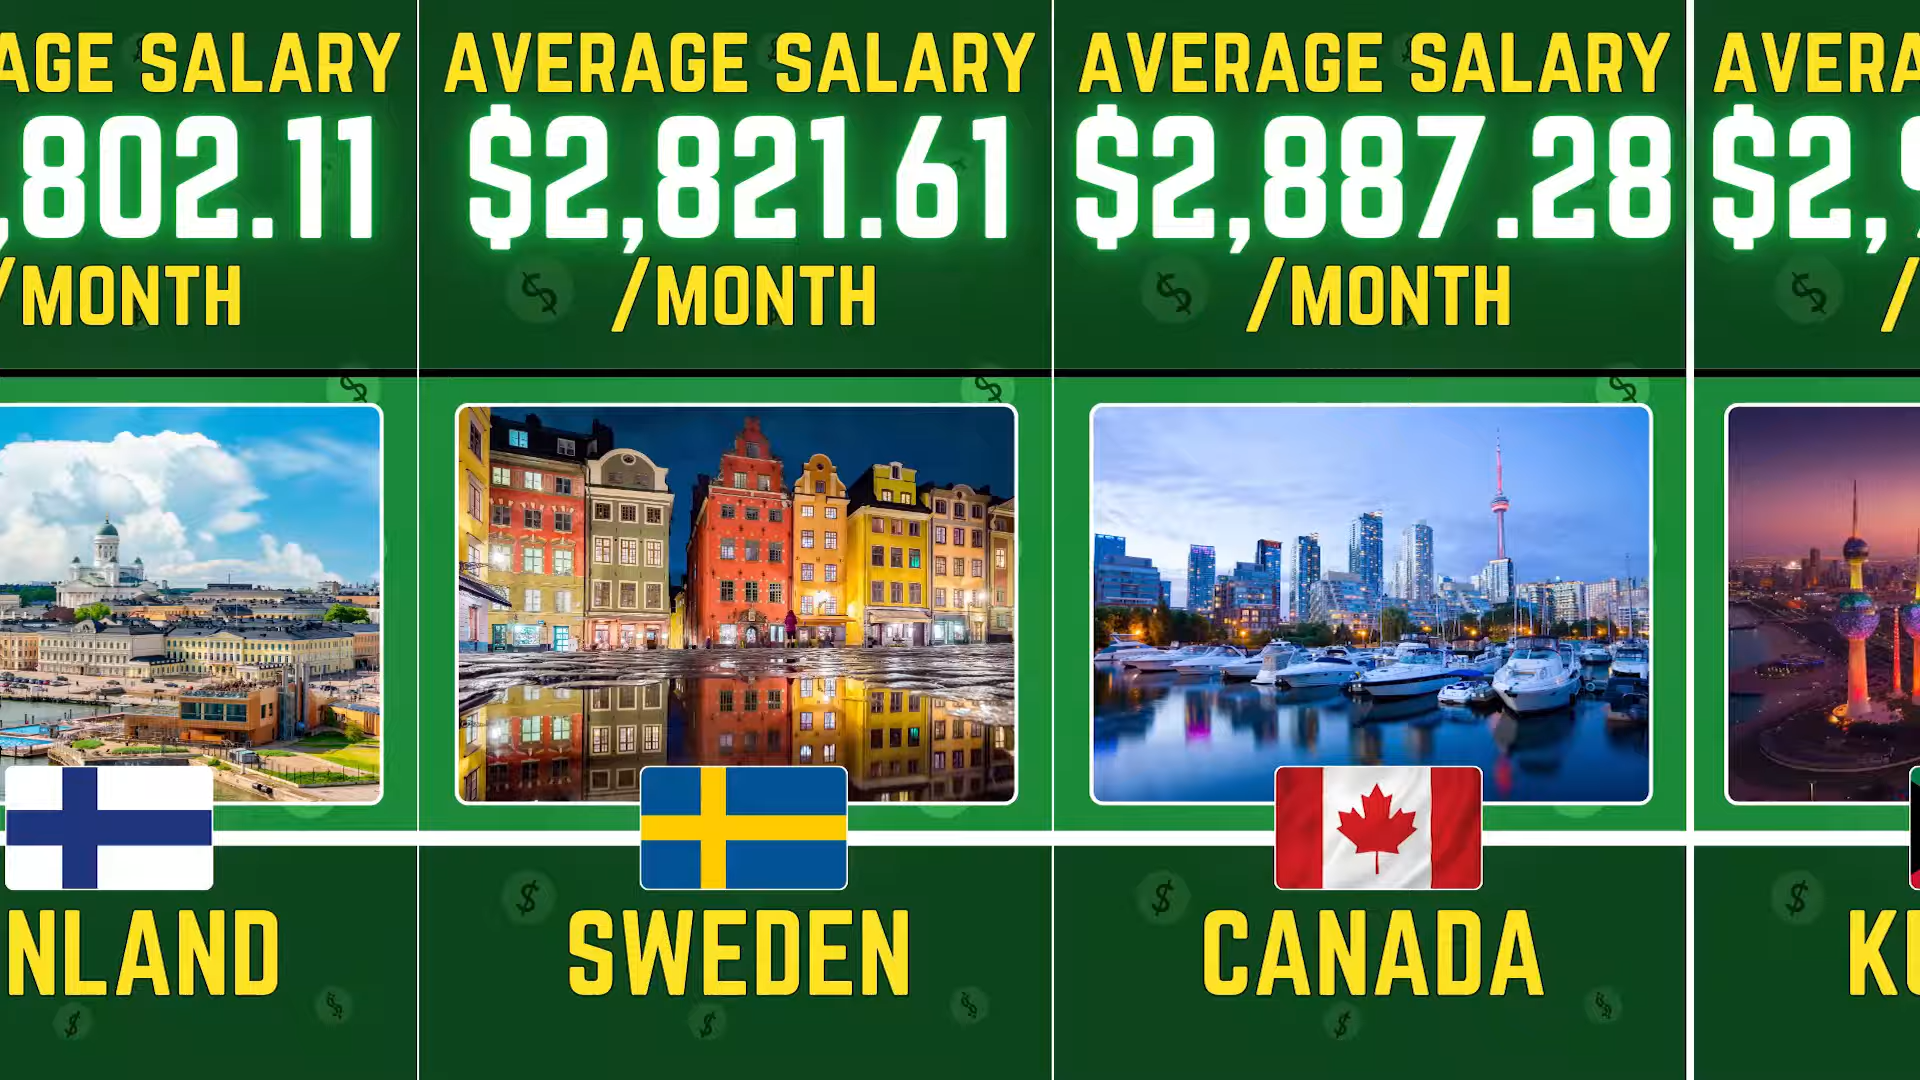 AGE SALARY
,802.11
/MONTH
NLAND
AVERAGE SALARY
$2,821.61
/MONTH
SWEDEN
AVERAGE SALARY
$2,887.28
/MONTH
CANADA
AVERA
$2,9
/
KU